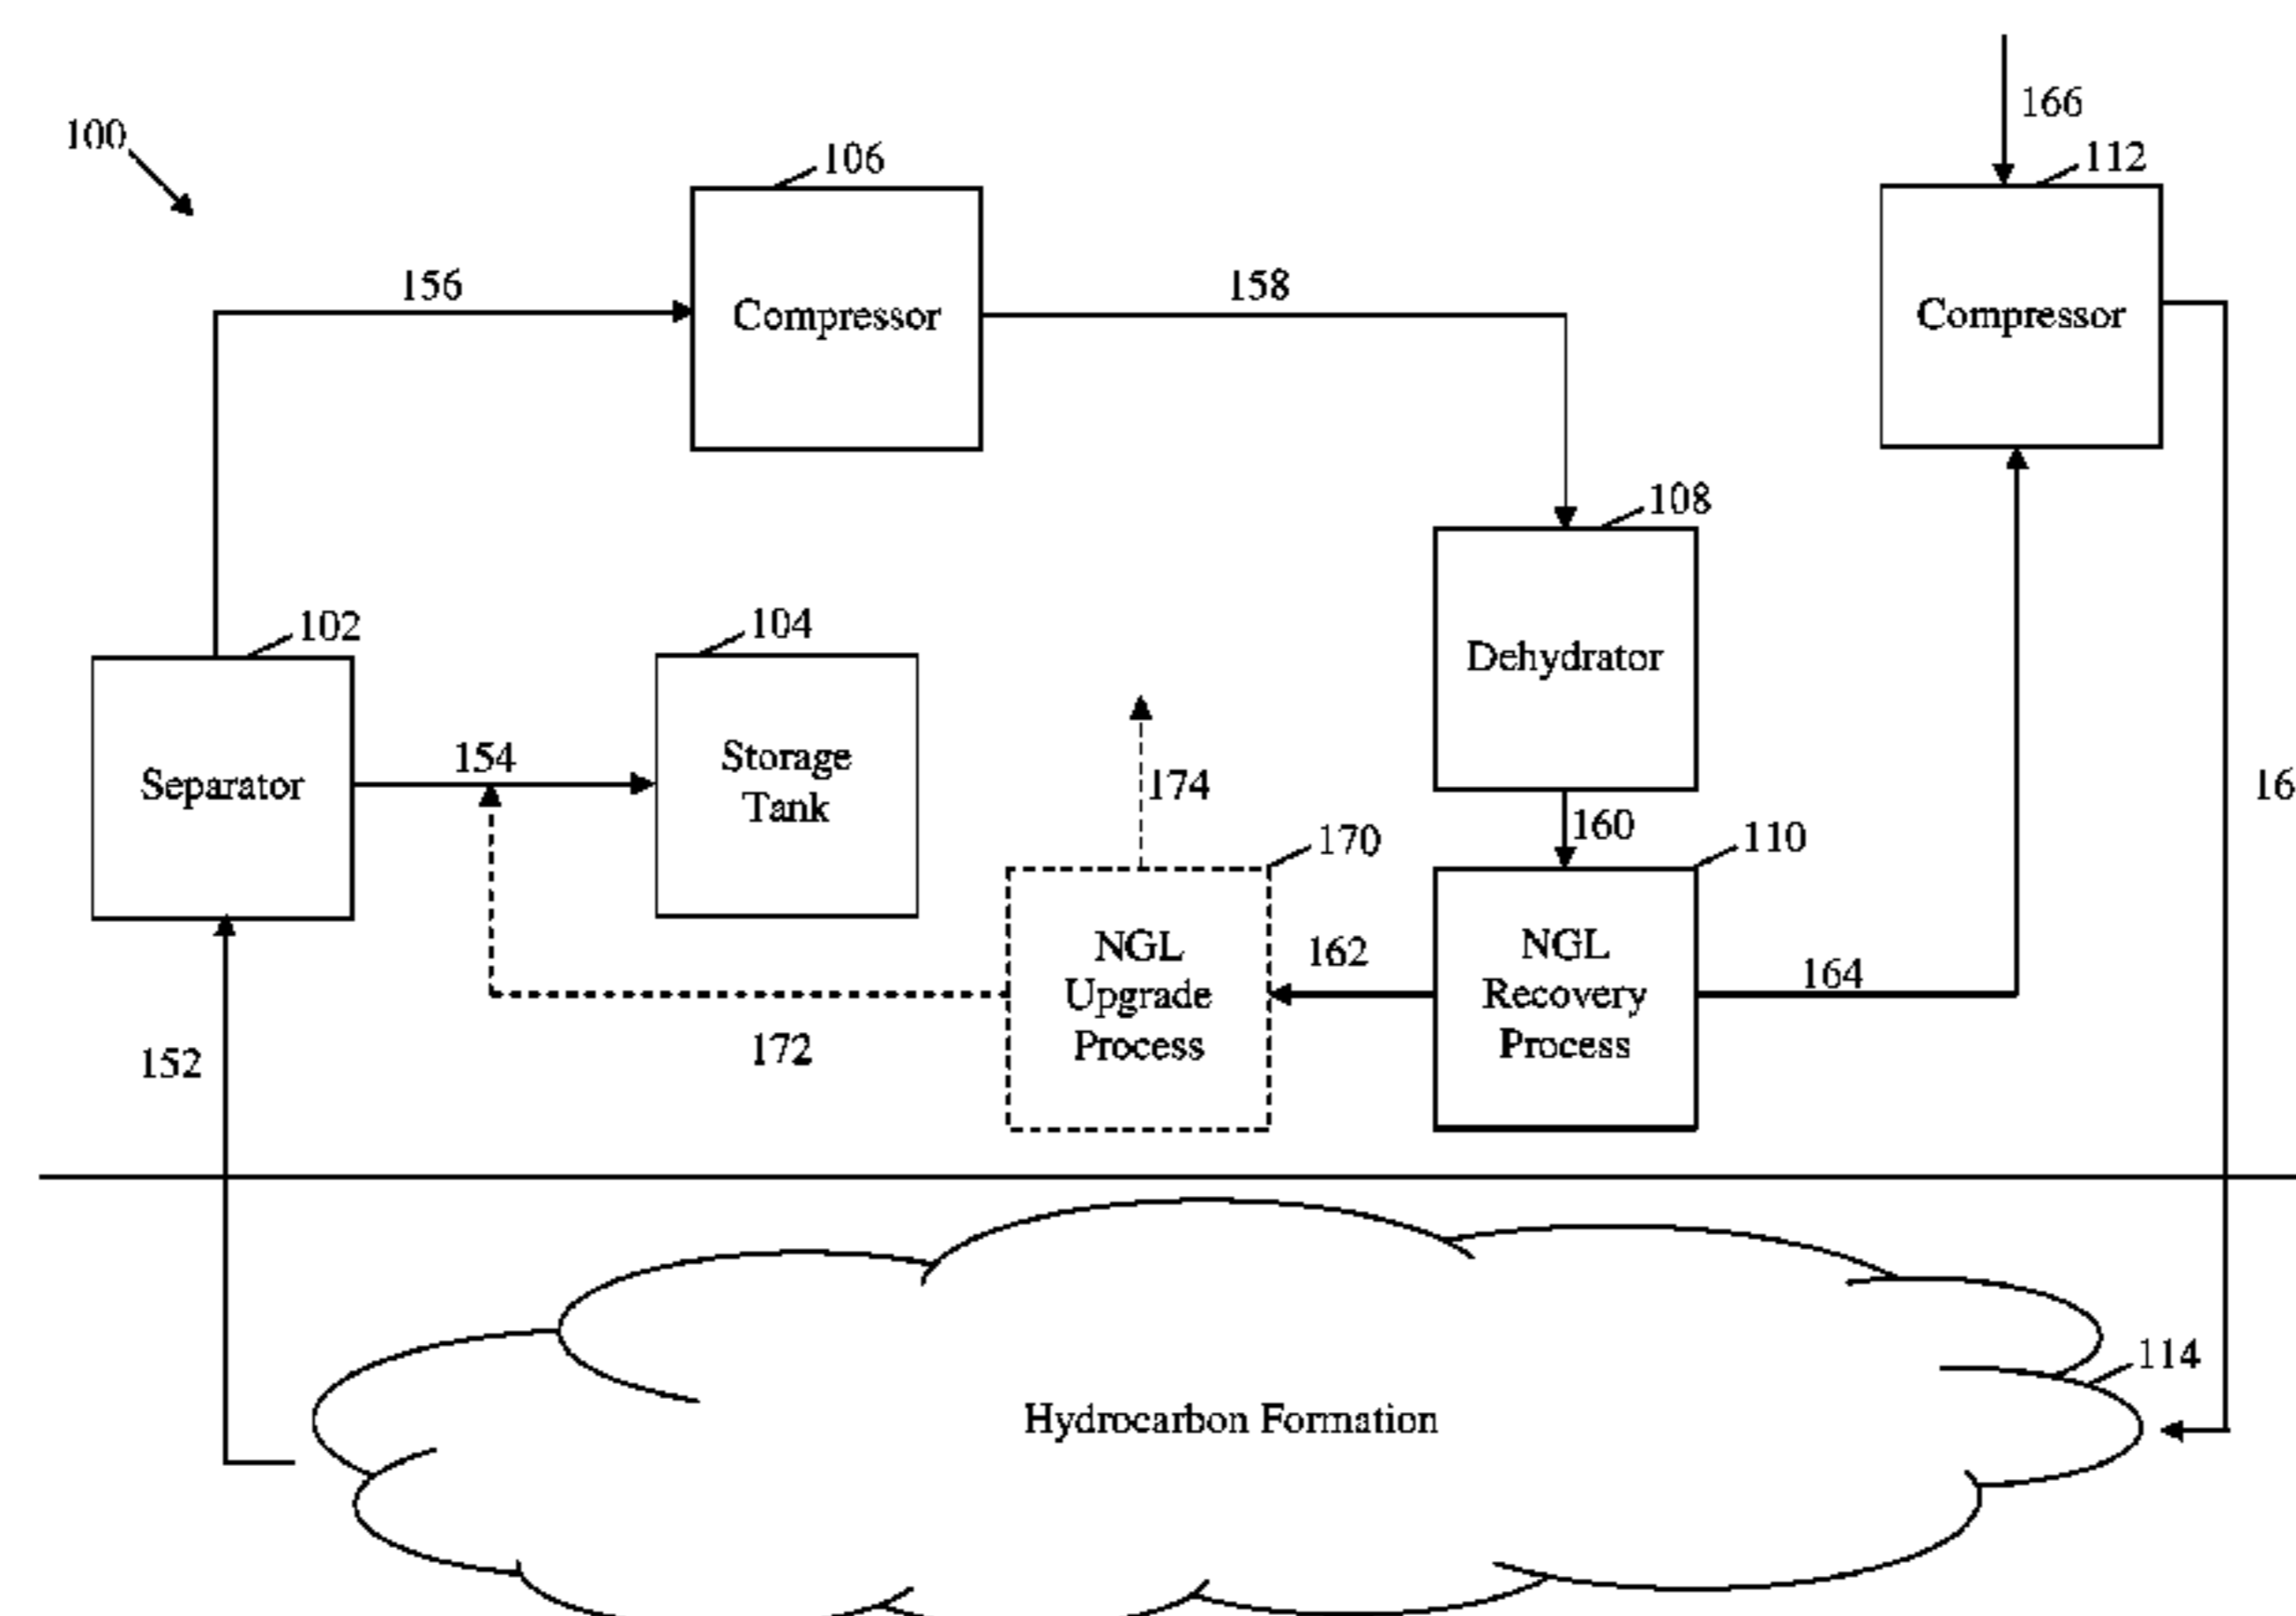 166
100
106
112
156
158
Compressor
Compressor
108
102
104
Dehydrator
Separator
154
Storage
Tank
174
16
160
170
110
NGL
Upgrade
Process
162
NGL
Recovery
Process
164
172
152
114
Hydrocarbon Formation